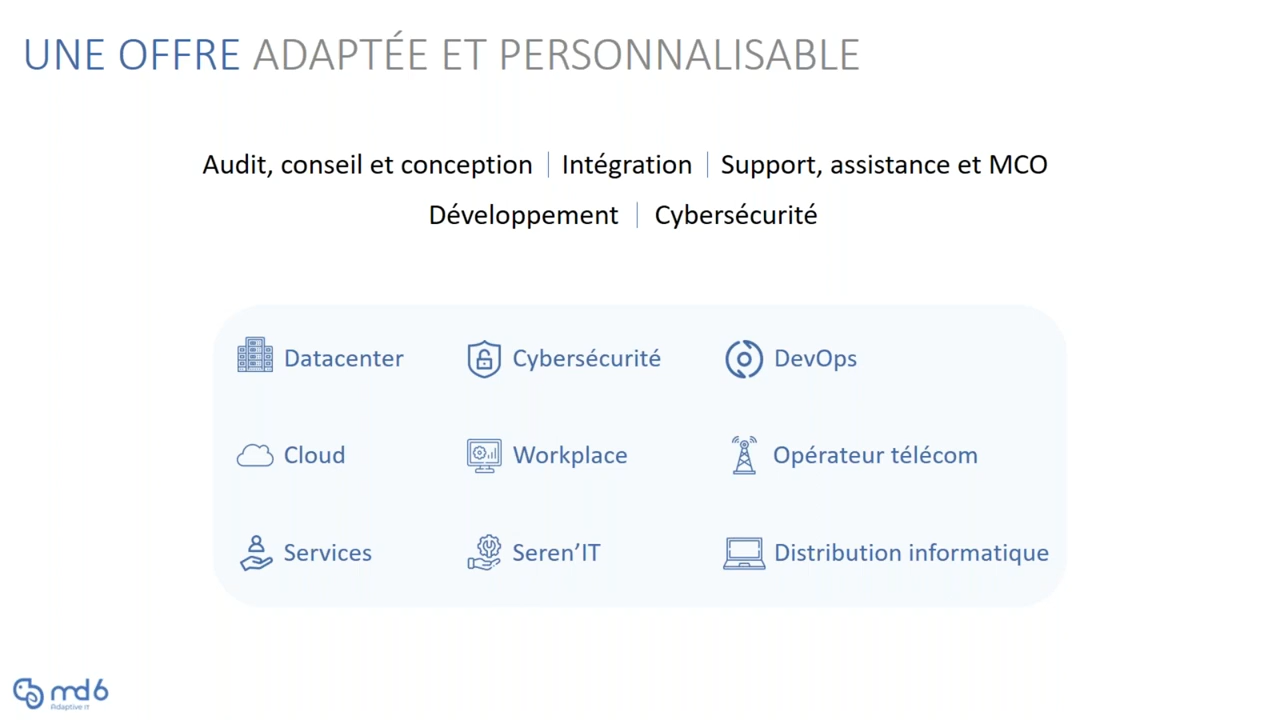 UNE OFFRE ADAPTÉE ET PERSONNALISABLE
Audit, conseil et conception | Intégration | Support, assistance et MCO
Développement | Cybersécurité
Datacenter Cybersécurité DevOps
Cloud Workplace Opérateur télécom
Services Seren’IT Distribution informatique
md6
Adaptive IT